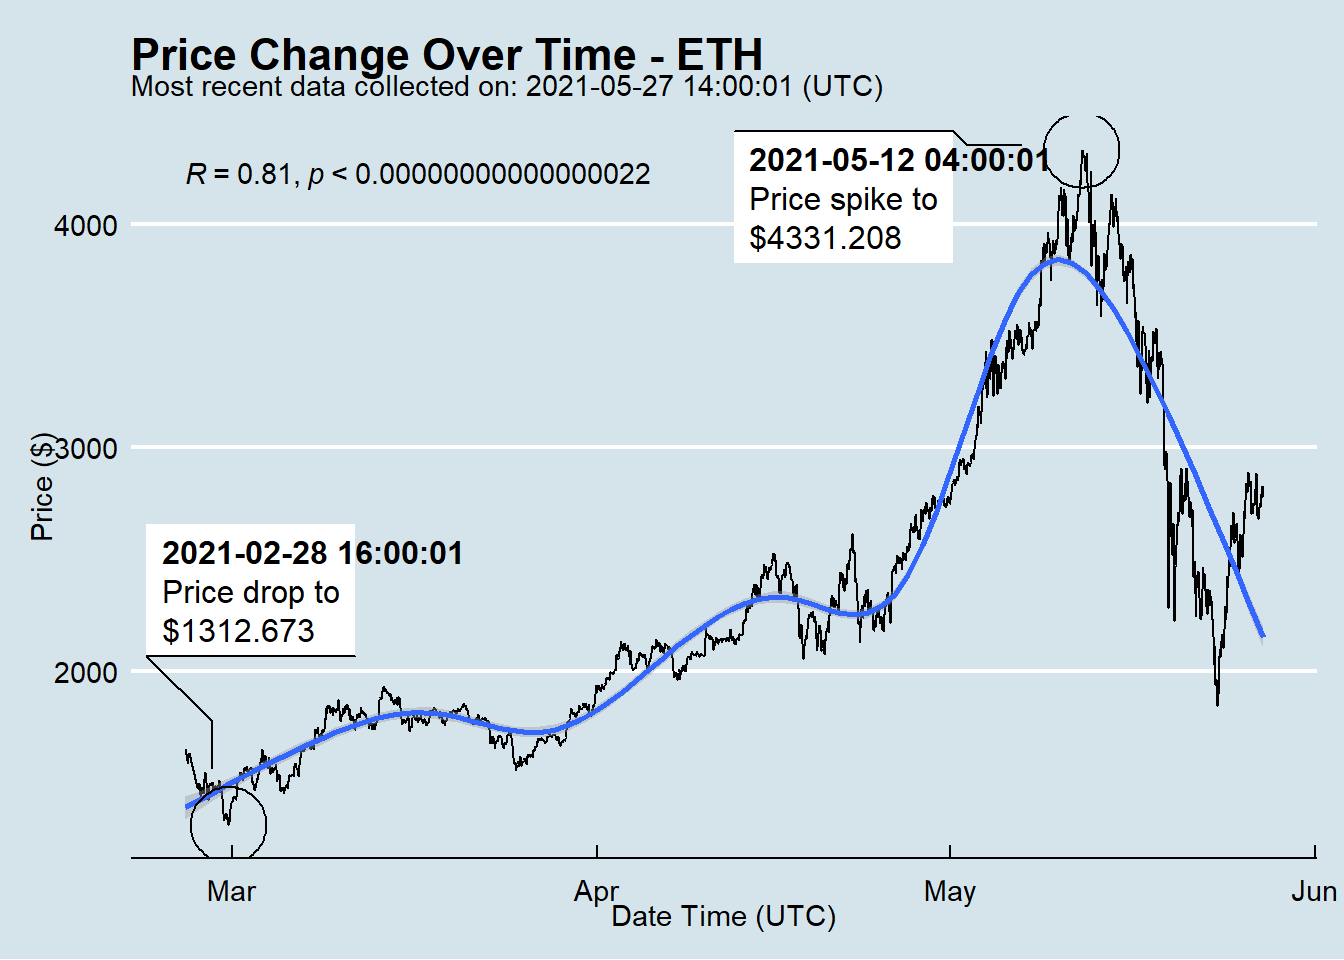 Price Change Over Time - ETH
Most recent data collected on: 2021-05-27 14:00:01 (UTC)
R = 0.81, p < 0.00000000000000022
2021-05-12 04:00:01
Price spike to
$4331.208
4000
3000
2000
Price ($)
2021-02-28 16:00:01
Price drop to
$1312.673
Mar
Apr
May
Jun
Date Time (UTC)